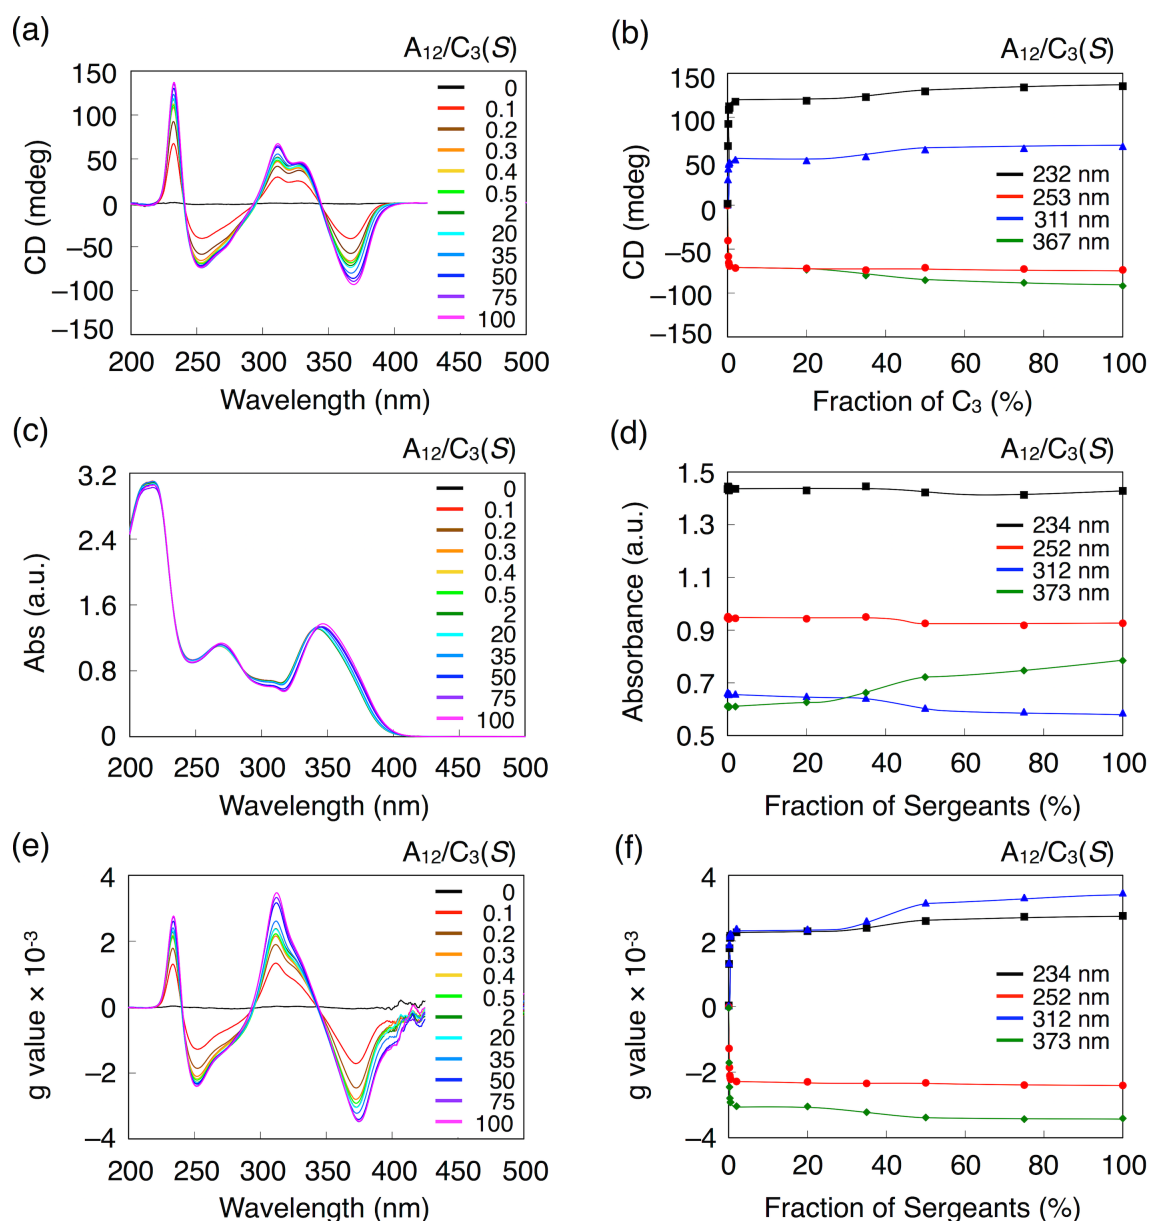 (a)
A12/C3(S)
CD (mdeg)
150
100
50
0
–50
–100
–150
200 250 300 350 400 450 500
Wavelength (nm)
0
0.1
0.2
0.3
0.4
0.5
2
20
35
50
75
100
(b)
A12/C3(S)
CD (mdeg)
150
100
50
0
–50
–100
–150
0 20 40 60 80 100
Fraction of C3 (%)
232 nm
253 nm
311 nm
367 nm
(c)
A12/C3(S)
Abs (a.u.)
3.2
2.4
1.6
0.8
0
200 250 300 350 400 450 500
Wavelength (nm)
0
0.1
0.2
0.3
0.4
0.5
2
20
35
50
75
100
(d)
A12/C3(S)
Absorbance (a.u.)
1.5
1.3
1.1
0.9
0.7
0.5
0 20 40 60 80 100
Fraction of Sergeants (%)
234 nm
252 nm
312 nm
373 nm
(e)
A12/C3(S)
g value × 10-3
4
2
0
–2
–4
200 250 300 350 400 450 500
Wavelength (nm)
0
0.1
0.2
0.3
0.4
0.5
2
20
35
50
75
100
(f)
A12/C3(S)
g value × 10-3
4
2
0
–2
–4
0 20 40 60 80 100
Fraction of Sergeants (%)
234 nm
252 nm
312 nm
373 nm